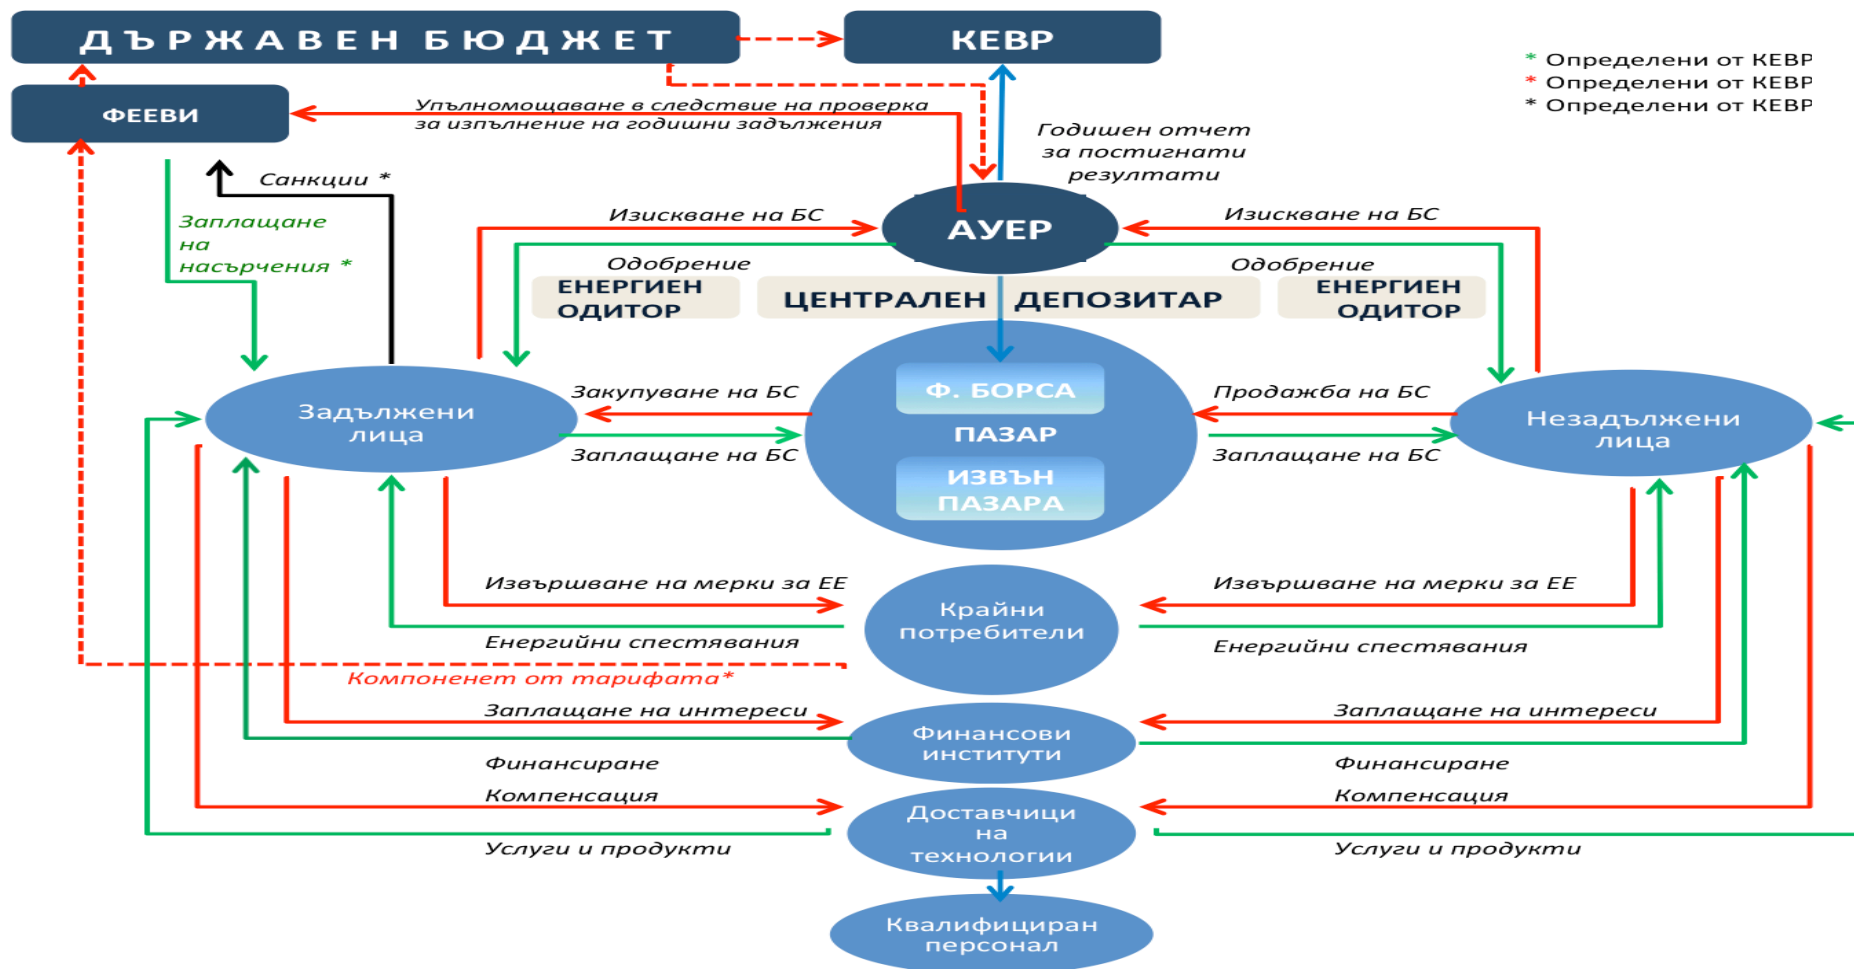 ДЪРЖАВЕН БЮДЖЕТ
КЕВР
* Определени от КЕВР
* Определени от КЕВР
* Определени от КЕВР
ФЕЕВИ
Упълномощаване в следствие на проверка
за изпълнение на годишни задължения
Годишен отчет
за постигнати
резултати
Санкции *
Заплащане
на
насърчения *
Изискване на БС
АУЕР
Изискване на БС
Одобрение
Одобрение
ЕНЕРГИЕН
ОДИТОР
ЦЕНТРАЛЕН ДЕПОЗИТАР
ЕНЕРГИЕН
ОДИТОР
Задължени
лица
Закупуване на БС
Заплащане на БС
Ф. БОРСА
ПАЗАР
ИЗВЪН
ПАЗАРА
Продажба на БС
Заплащане на БС
Незадължени
лица
Извършване на мерки за ЕЕ
Енергийни спестявания
Крайни
потребители
Извършване на мерки за ЕЕ
Енергийни спестявания
Компоненет от тарифата*
Заплащане на интереси
Финансиране
Финансови
институти
Заплащане на интереси
Финансиране
Компенсация
Услуги и продукти
Доставчици
на
технологии
Компенсация
Услуги и продукти
Квалифициран
персонал